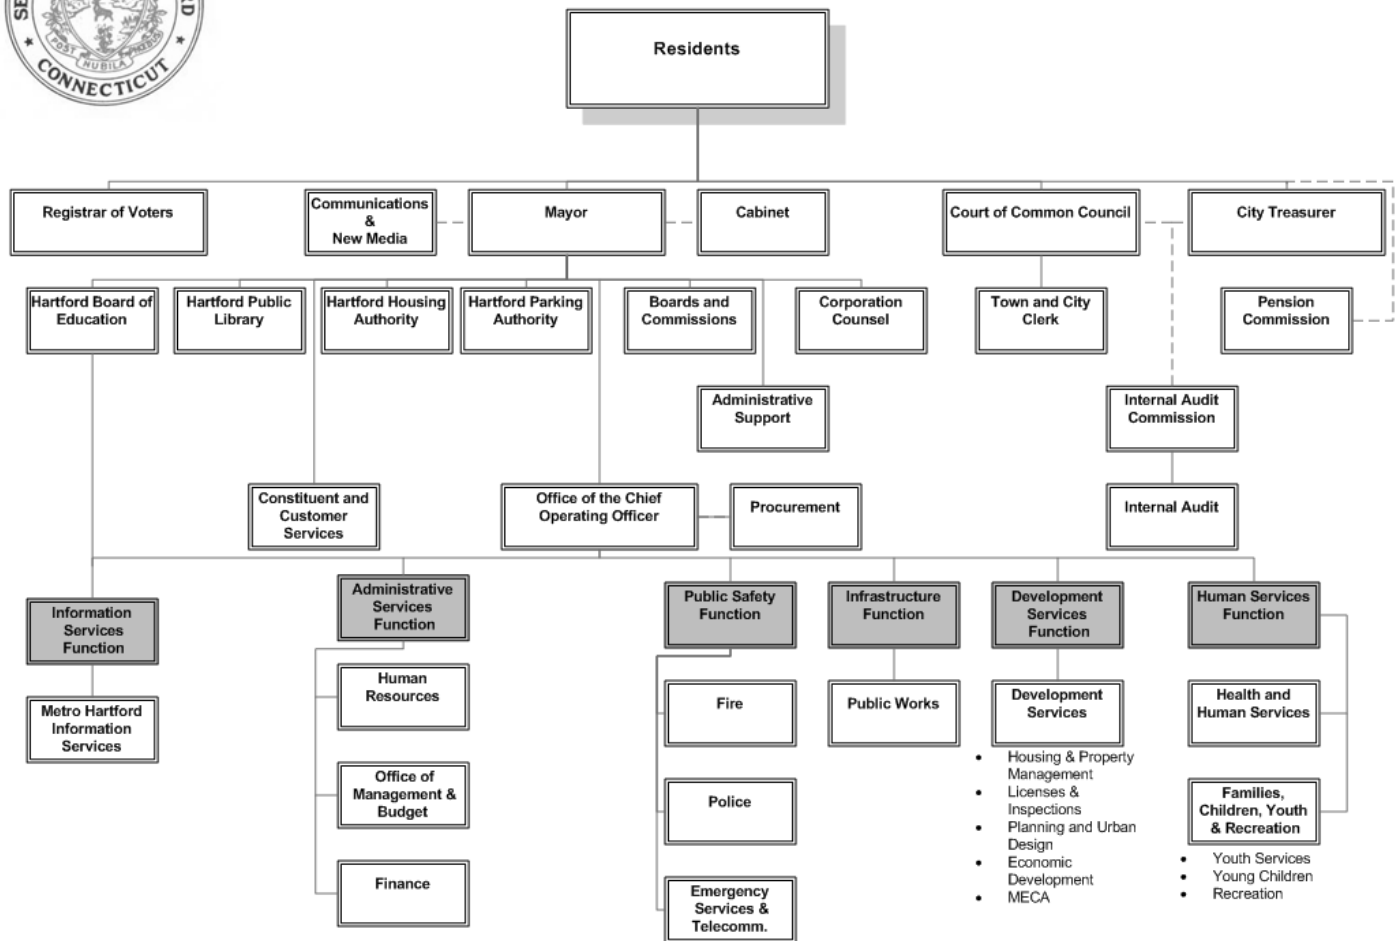 SE
RD
POST
NUBILA
PHOEBUS
CONNECTICUT
Residents
Registrar of Voters
Communications
&
New Media
Mayor
Cabinet
Court of Common Council
City Treasurer
Hartford Board of
Education
Hartford Public
Library
Hartford Housing
Authority
Hartford Parking
Authority
Boards and
Commissions
Corporation
Counsel
Town and City
Clerk
Pension
Commission
Administrative
Support
Internal Audit
Commission
Constituent and
Customer
Services
Office of the Chief
Operating Officer
Procurement
Internal Audit
Information
Services
Function
Administrative
Services
Function
Public Safety
Function
Infrastructure
Function
Development
Services
Function
Human Services
Function
Metro Hartford
Information
Services
Human
Resources
Office of
Management &
Budget
Finance
Fire
Police
Emergency
Services &
Telecomm.
Public Works
Development
Services
• Housing & Property
Management
• Licenses &
Inspections
• Planning and Urban
Design
• Economic
Development
• MECA
Health and
Human Services
Families,
Children, Youth
& Recreation
• Youth Services
• Young Children
• Recreation